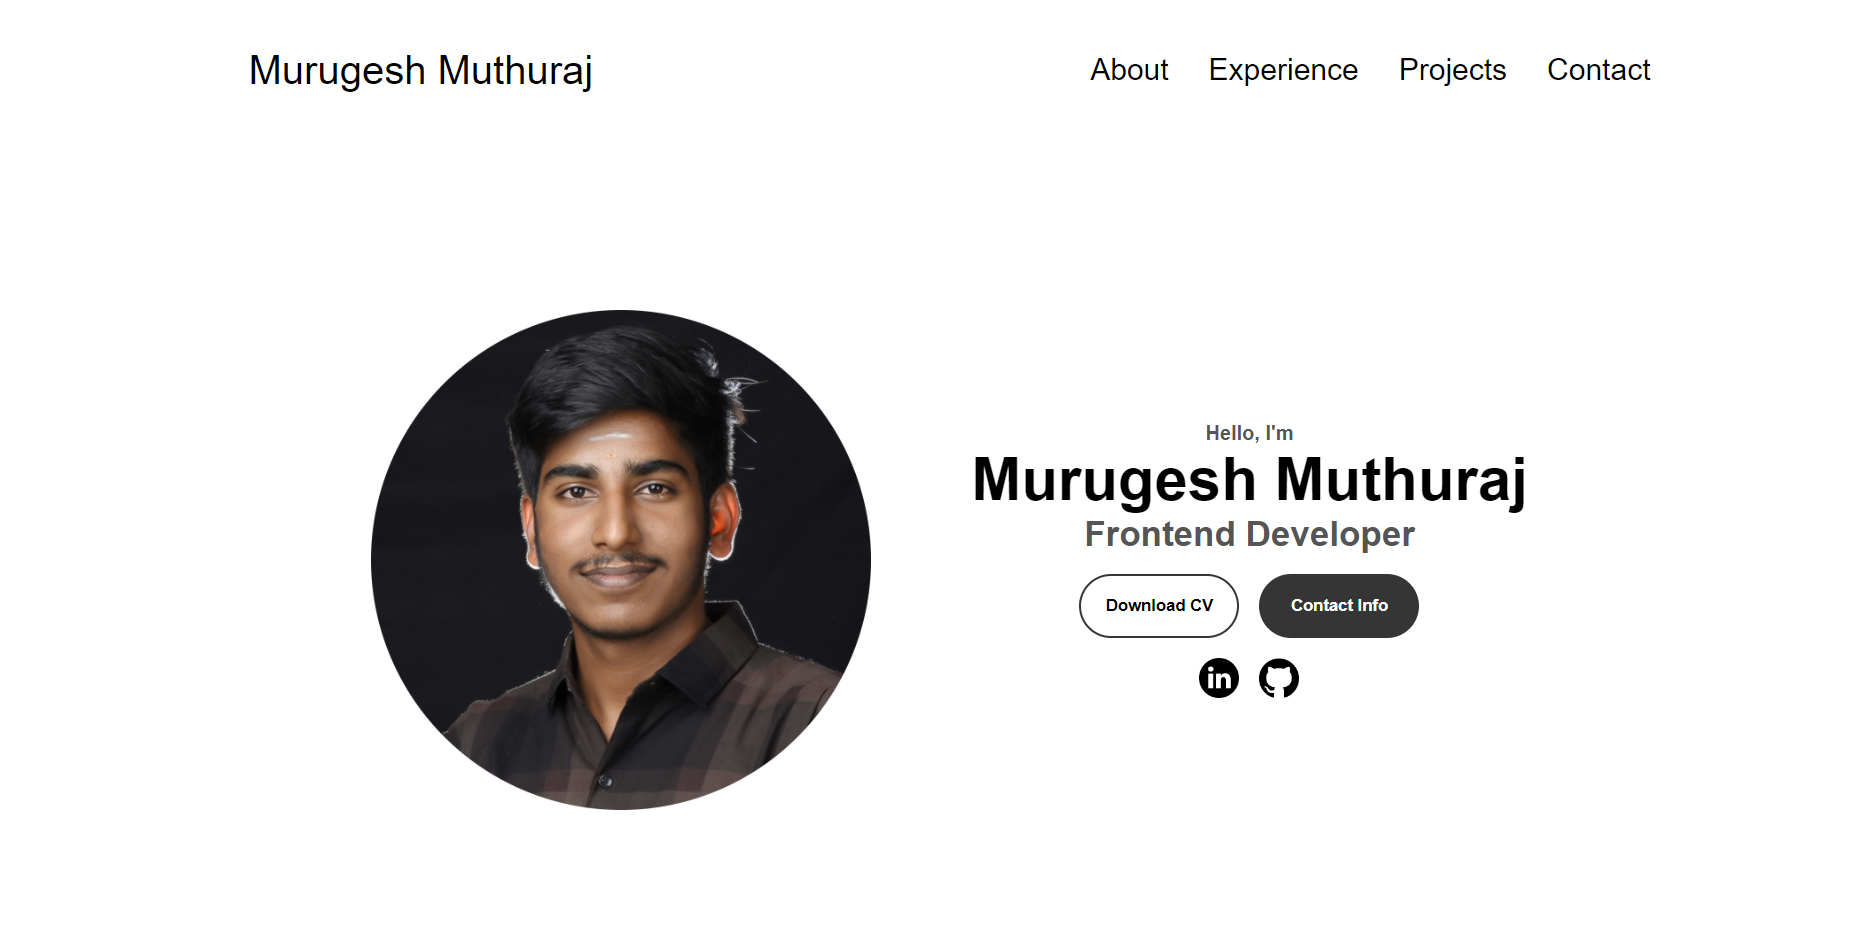 Murugesh Muthuraj
About Experience Projects Contact
Hello, I'm
Murugesh Muthuraj
Frontend Developer
Download CV
Contact Info
in